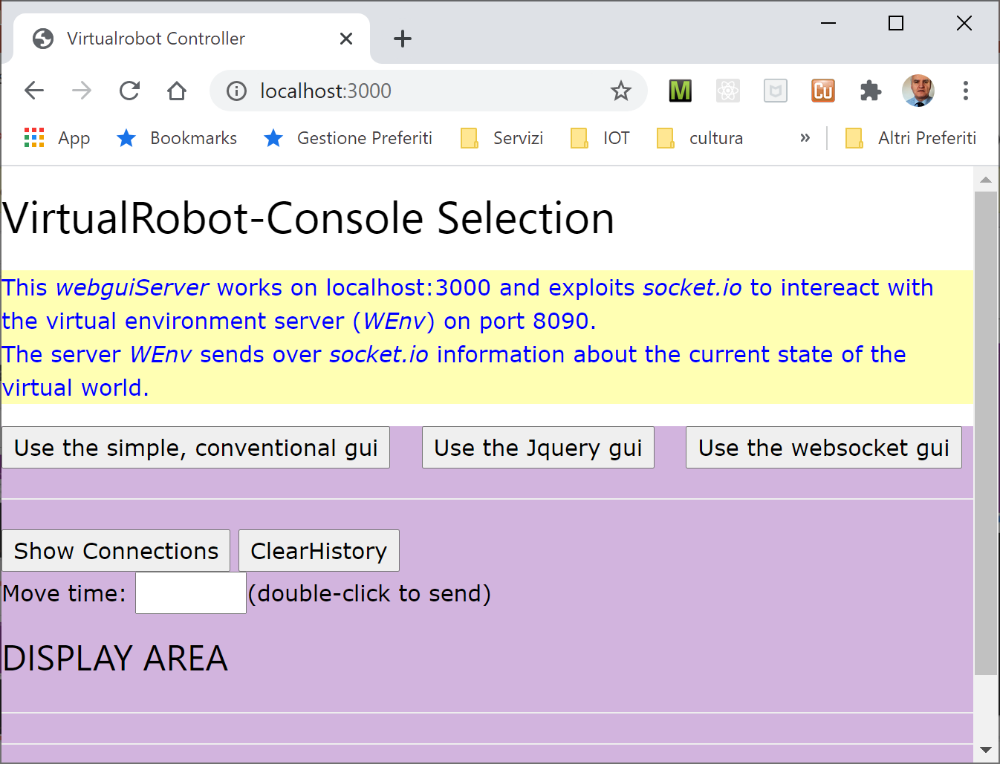 Virtualrobot Controller
localhost:3000
M Cu
App Bookmarks Gestione Preferiti Servizi IOT cultura » Altri Preferiti
VirtualRobot-Console Selection
This webguiServer works on localhost:3000 and exploits socket.io to intereact with
the virtual environment server (WEnv) on port 8090.
The server WEnv sends over socket.io information about the current state of the
virtual world.
Use the simple, conventional gui Use the Jquery gui Use the websocket gui
Show Connections ClearHistory
Move time: (double-click to send)
DISPLAY AREA